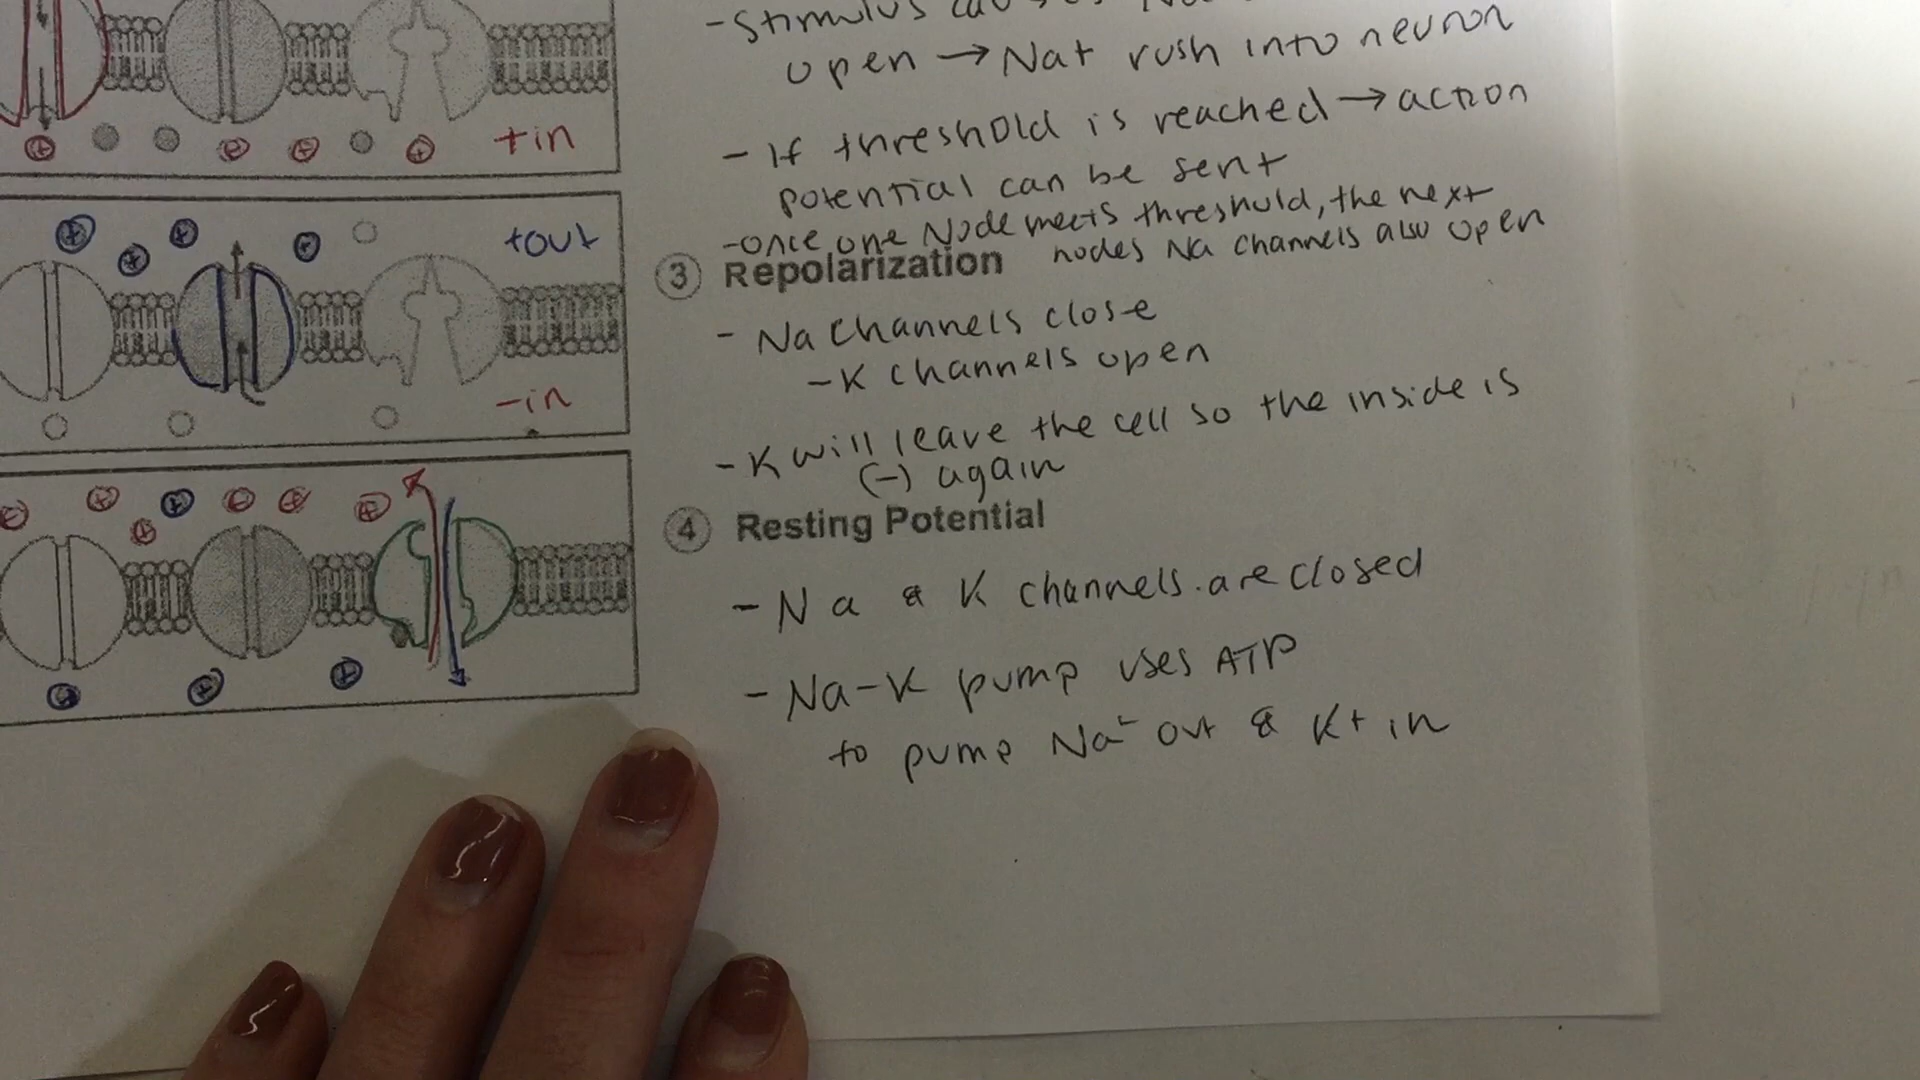 -Stimulus
open → Na+ rush into neuron
- If threshold is reached → action
potential can be sent
-once one Node meets threshold, the next
nodes Na channels also open
+in
+out
-in
3 Repolarization
- Na channels close
-K channels open
-K will leave the cell so the inside is
(-) again
4 Resting Potential
- Na & K channels are closed
- Na-K pump uses ATP
to pump Na+ out & K+ in